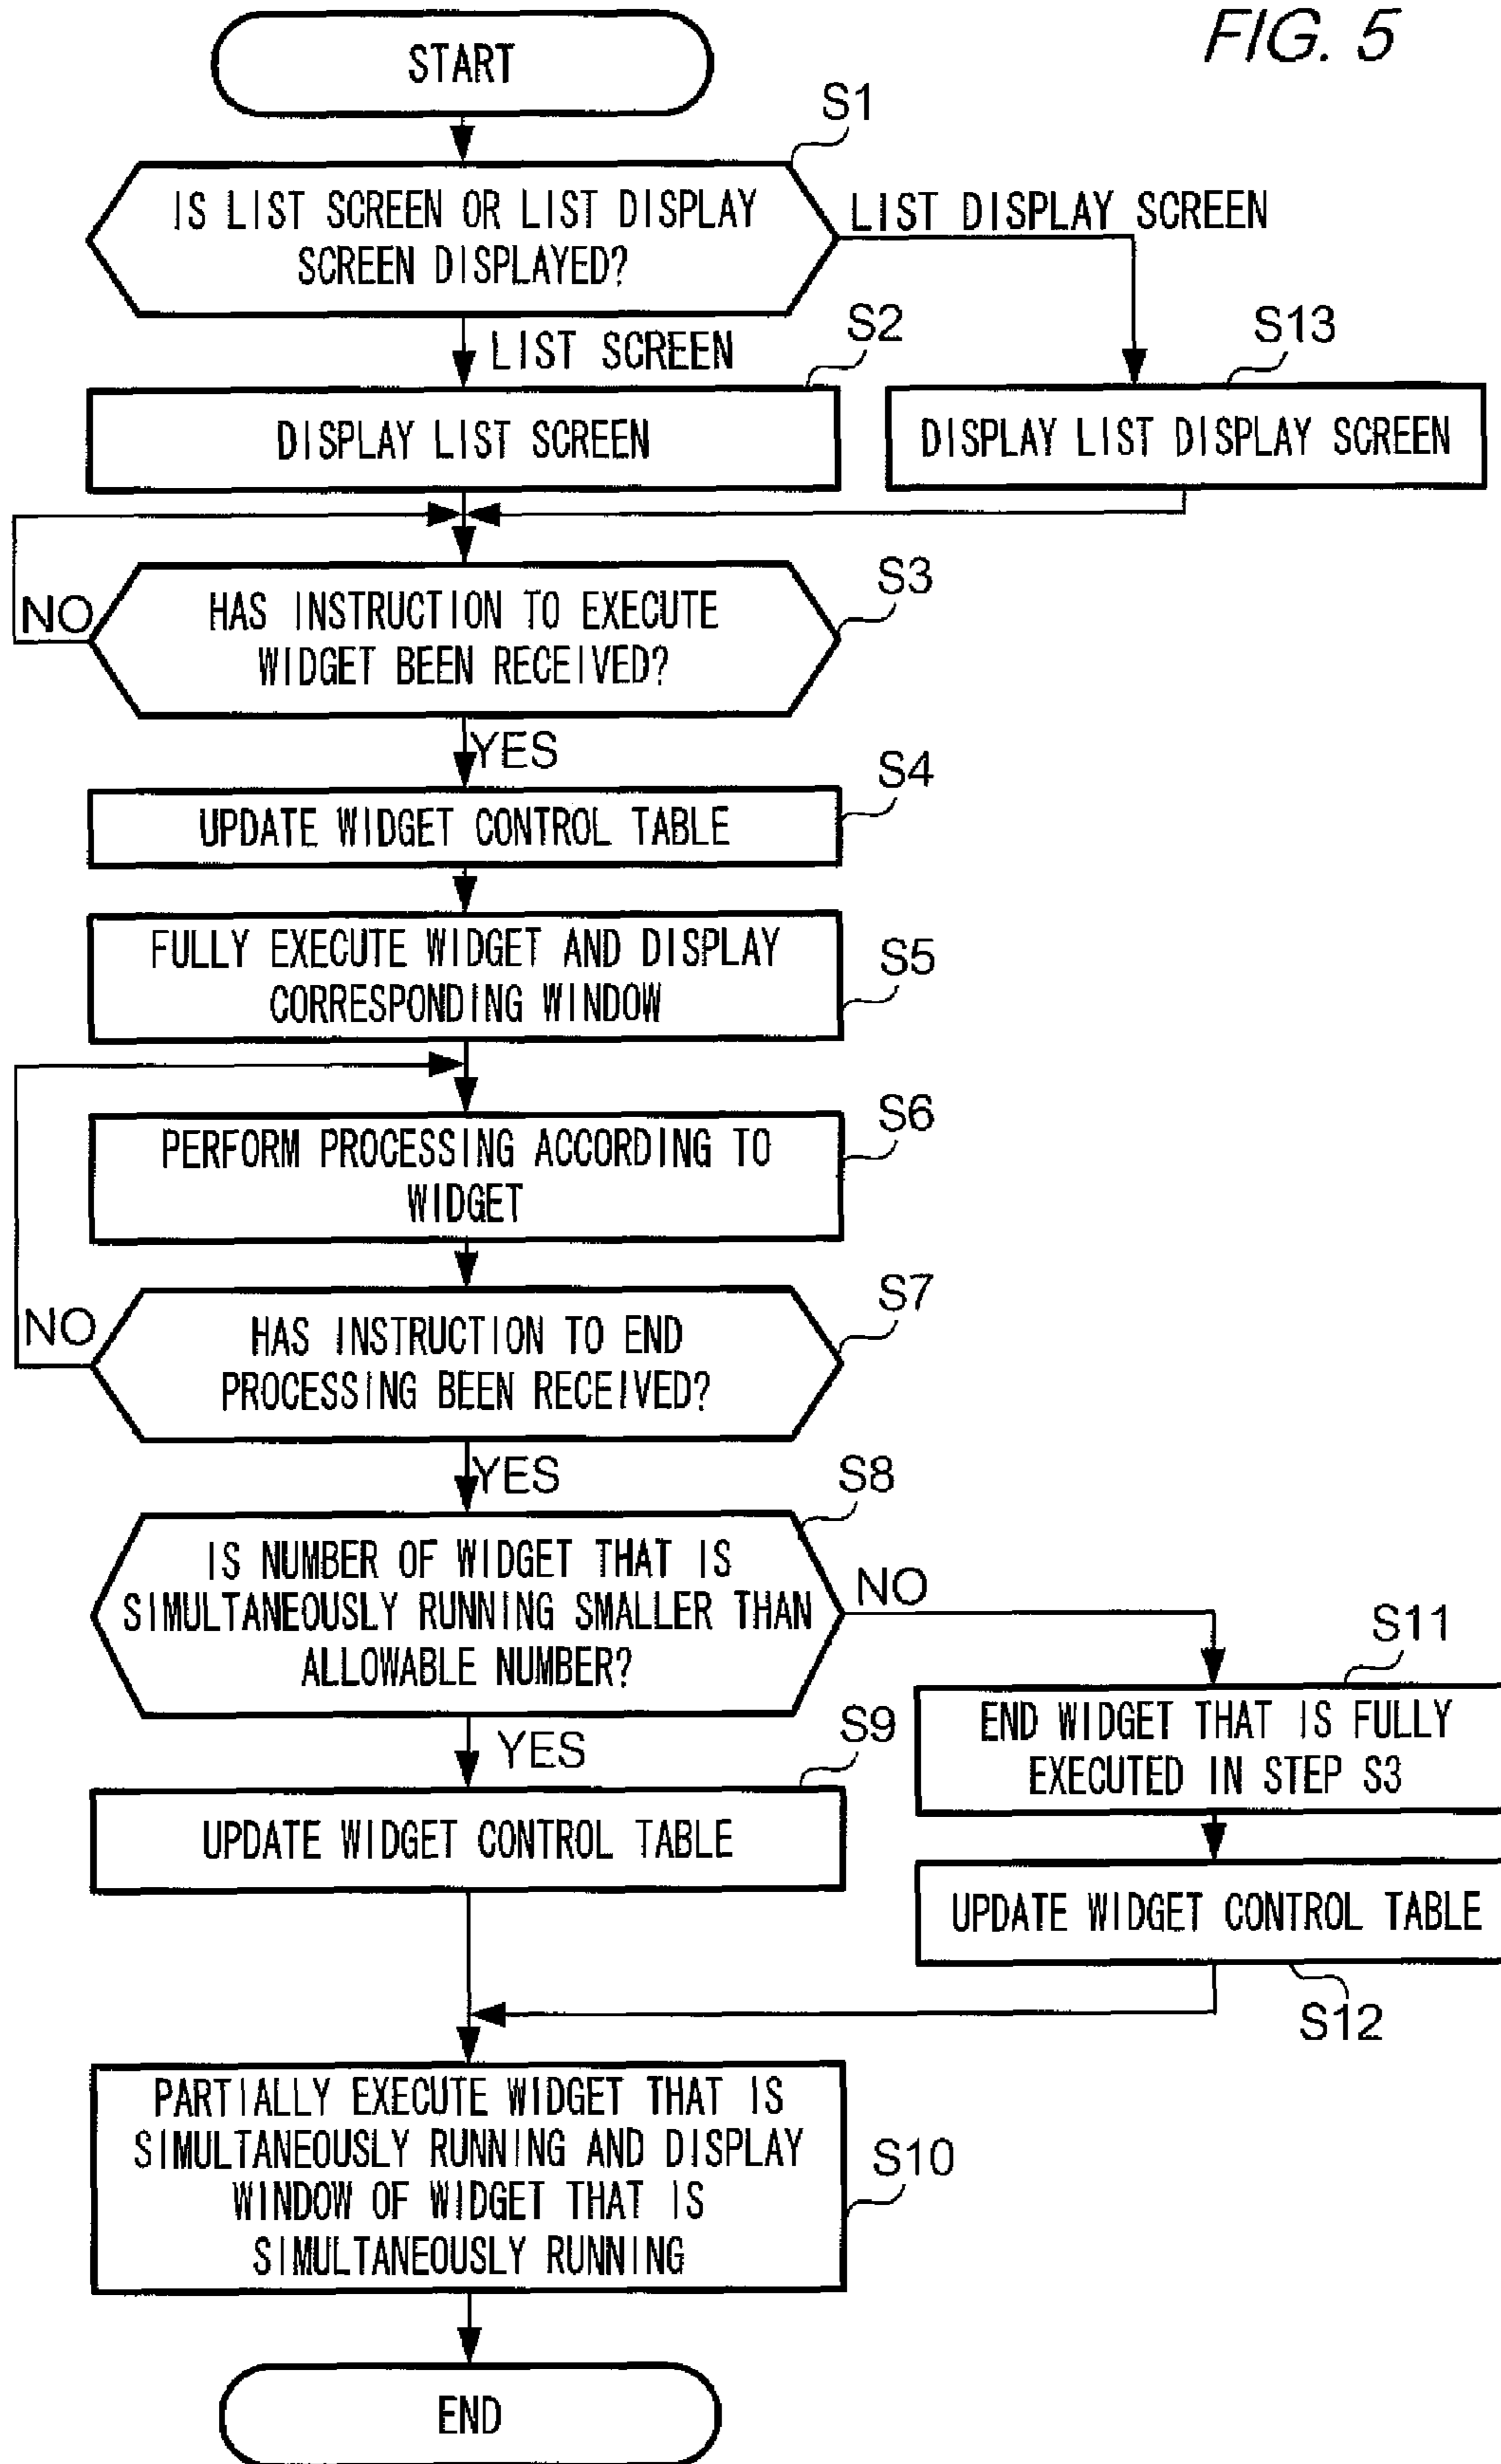 FIG. 5
START
S1
IS LIST SCREEN OR LIST DISPLAY
SCREEN DISPLAYED?
LIST DISPLAY SCREEN
LIST SCREEN
S2
DISPLAY LIST SCREEN
S13
DISPLAY LIST DISPLAY SCREEN
S3
HAS INSTRUCTION TO EXECUTE
WIDGET BEEN RECEIVED?
NO
YES
S4
UPDATE WIDGET CONTROL TABLE
FULLY EXECUTE WIDGET AND DISPLAY
CORRESPONDING WINDOW
S5
PERFORM PROCESSING ACCORDING TO
WIDGET
S6
HAS INSTRUCTION TO END
PROCESSING BEEN RECEIVED?
S7
NO
YES
S8
IS NUMBER OF WIDGET THAT IS
SIMULTANEOUSLY RUNNING SMALLER THAN
ALLOWABLE NUMBER?
NO
YES
S11
END WIDGET THAT IS FULLY
EXECUTED IN STEP S3
S9
UPDATE WIDGET CONTROL TABLE
UPDATE WIDGET CONTROL TABLE
S12
PARTIALLY EXECUTE WIDGET THAT IS
SIMULTANEOUSLY RUNNING AND DISPLAY
WINDOW OF WIDGET THAT IS
SIMULTANEOUSLY RUNNING
S10
END